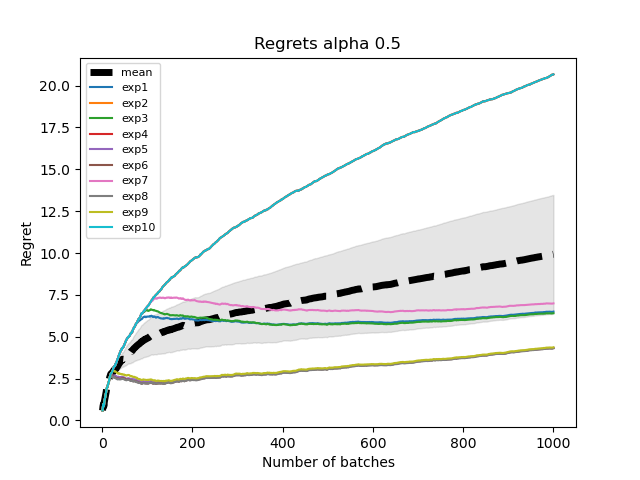 Regrets alpha 0.5
Regret
20.0
17.5
15.0
12.5
10.0
7.5
5.0
2.5
0.0
mean
exp1
exp2
exp3
exp4
exp5
exp6
exp7
exp8
exp9
exp10
0 200 400 600 800 1000
Number of batches